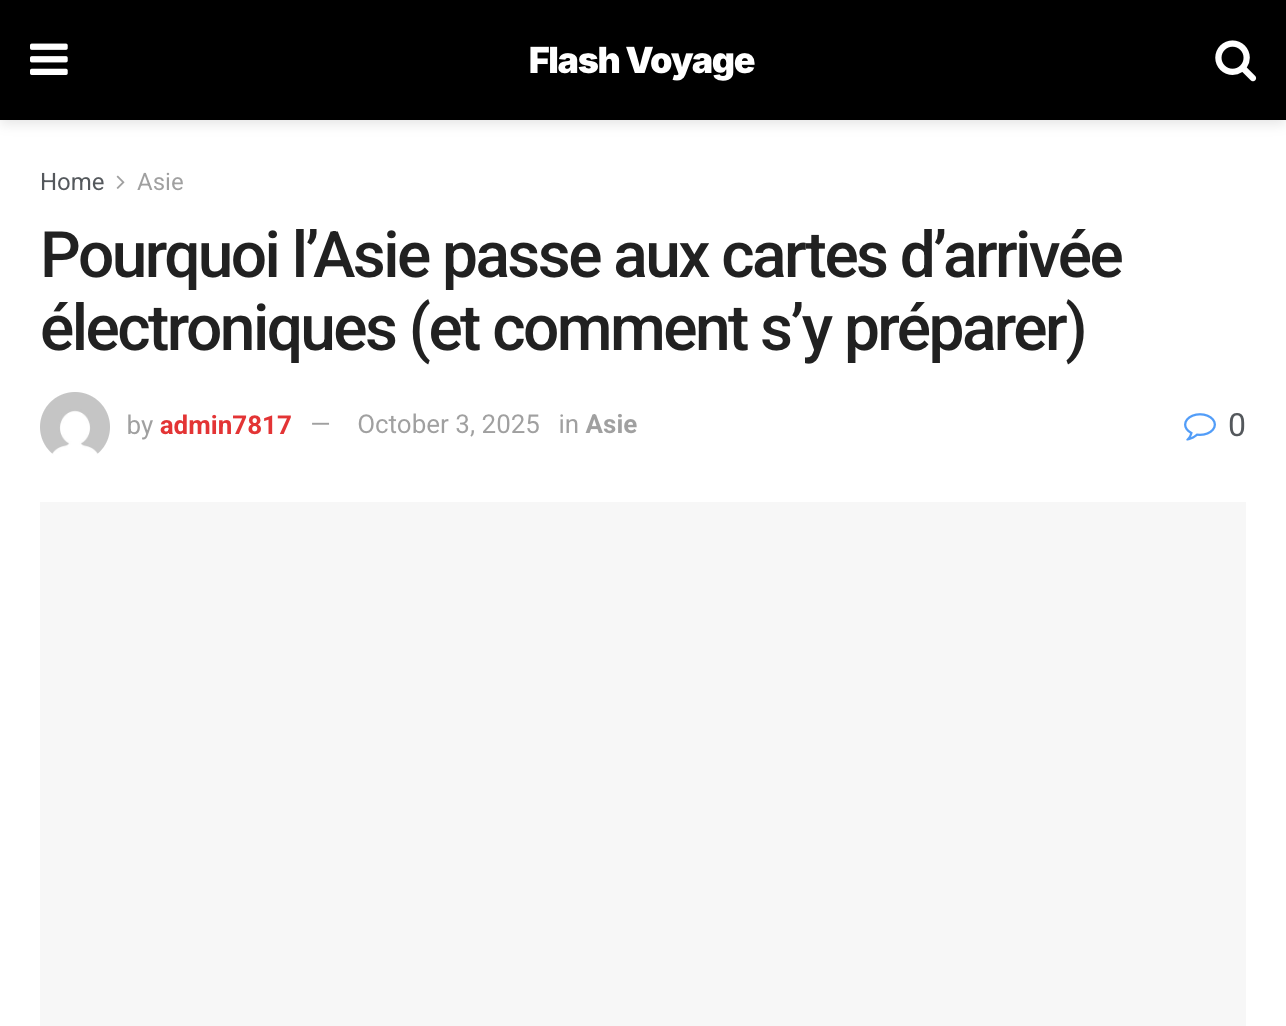 Flash Voyage
Home > Asie
Pourquoi l’Asie passe aux cartes d’arrivée
électroniques (et comment s’y préparer)
by admin7817 — October 3, 2025 in Asie 0